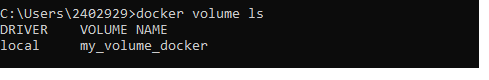 C:\Users\2402929>docker volume ls
DRIVER    VOLUME NAME
local     my_volume_docker